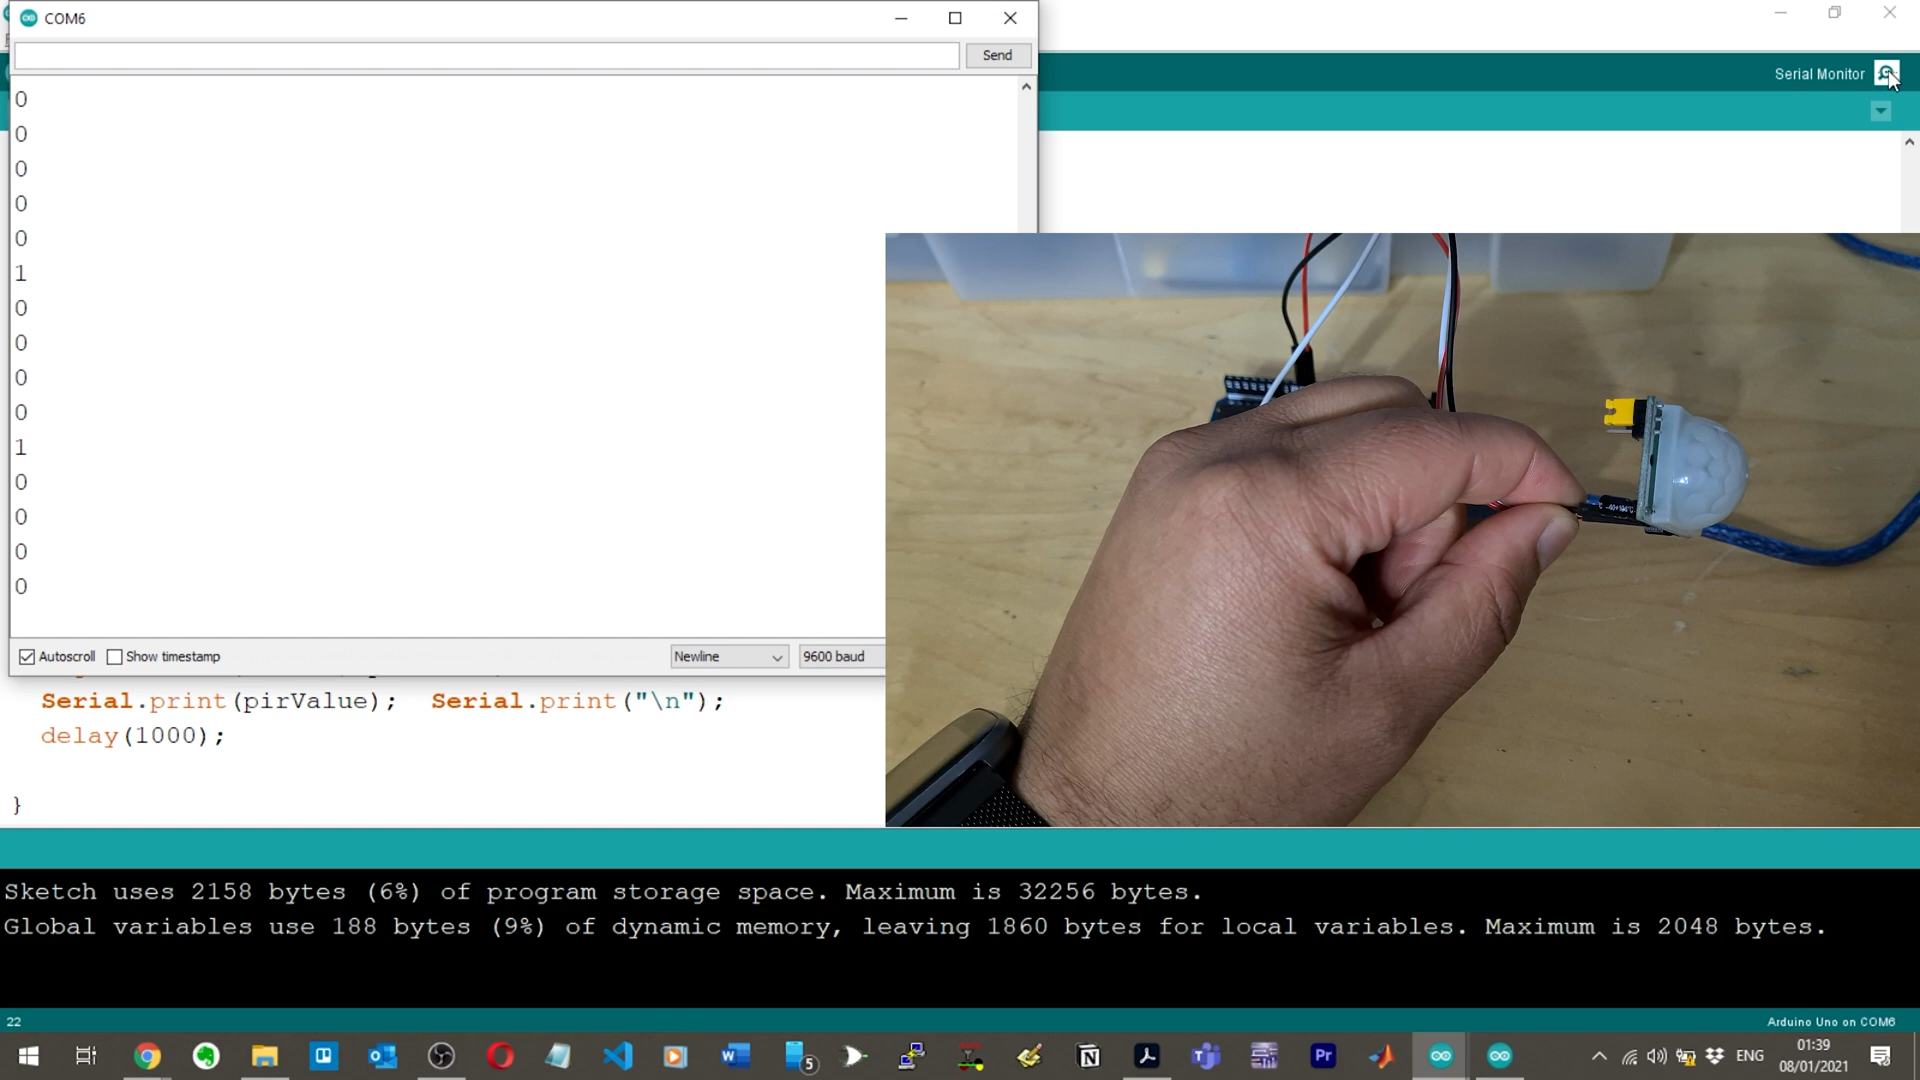 COM6
Send
Serial Monitor
0
0
0
0
0
1
0
0
0
0
1
0
0
0
0
Autoscroll
Show timestamp
Newline
9600 baud
Serial.print(pirValue); Serial.print("\n");
delay(1000);
}
Sketch uses 2158 bytes (6%) of program storage space. Maximum is 32256 bytes.
Global variables use 188 bytes (9%) of dynamic memory, leaving 1860 bytes for local variables. Maximum is 2048 bytes.
22
Arduino Uno on COM6
5
Pr
ENG
01:39
08/01/2021